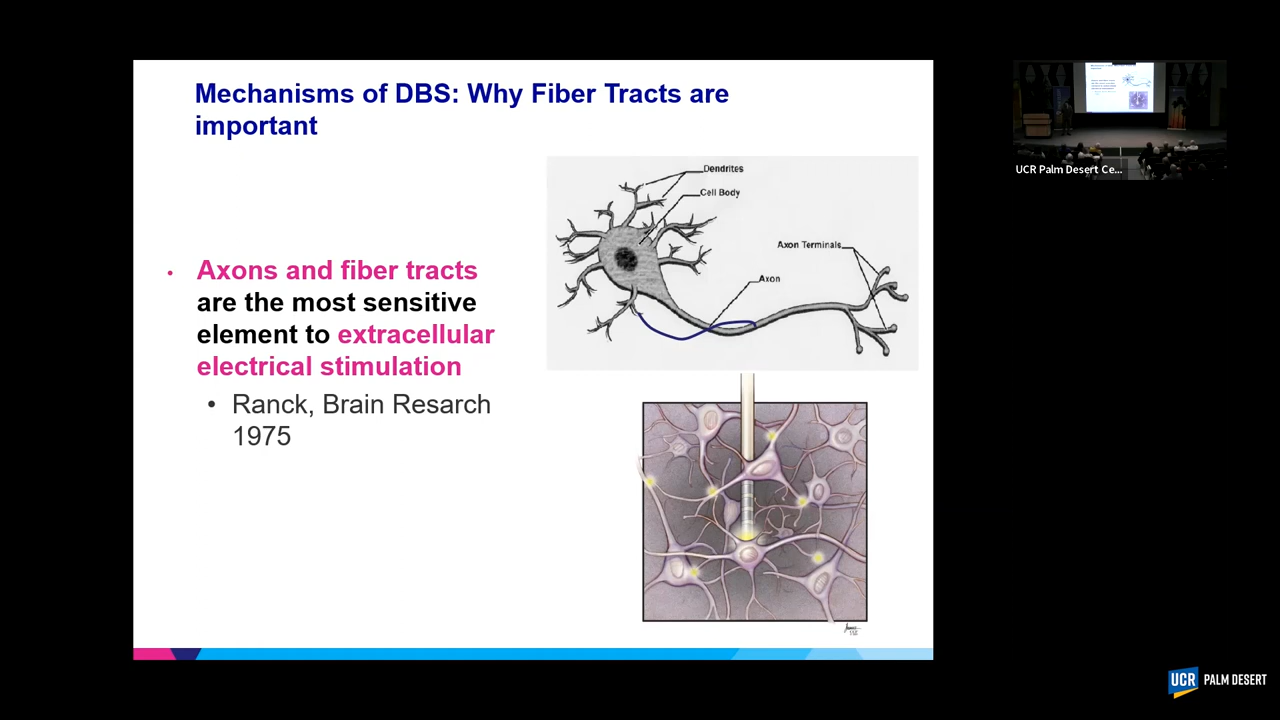 Mechanisms of DBS: Why Fiber Tracts are
important
• Axons and fiber tracts
are the most sensitive
element to extracellular
electrical stimulation
• Ranck, Brain Resarch
1975
Dendrites
Cell Body
Axon Terminals
Axon
UCR Palm Desert Ce...
UCR PALM DESERT